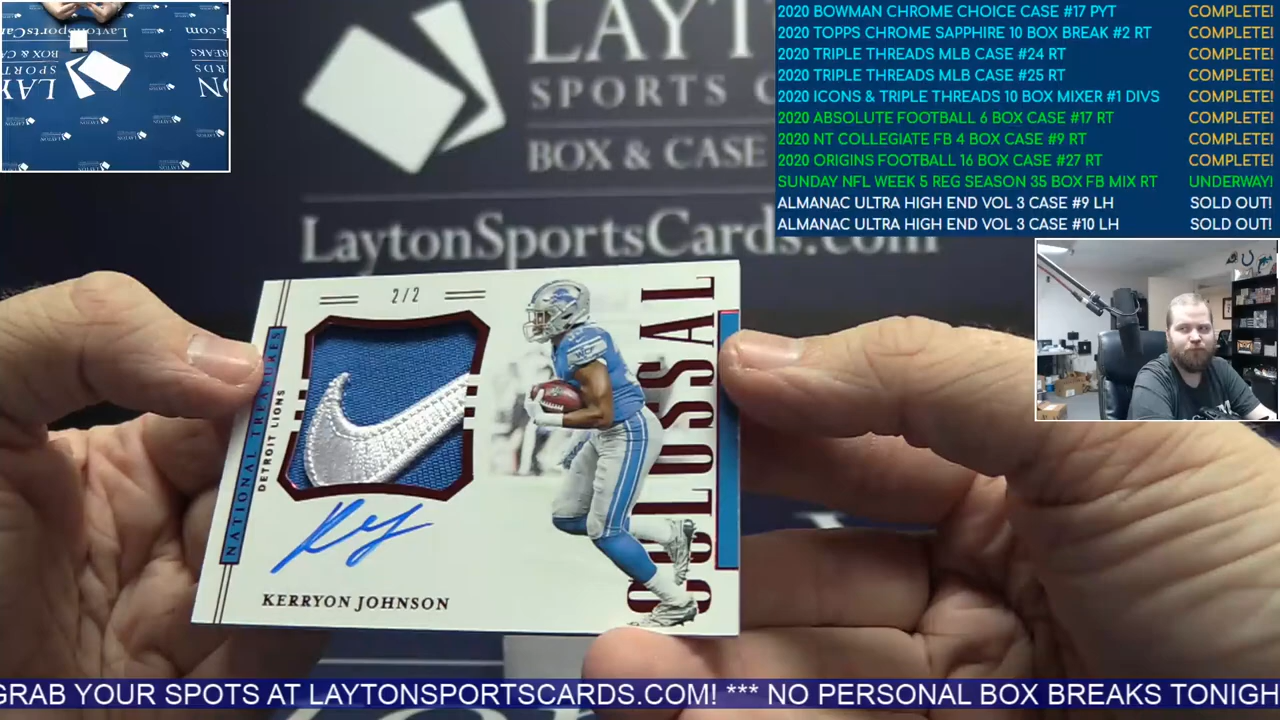 2020 BOWMAN CHROME CHOICE CASE #17 PYT COMPLETE!
2020 TOPPS CHROME SAPPHIRE 10 BOX BREAK #2 RT COMPLETE!
2020 TRIPLE THREADS MLB CASE #24 RT COMPLETE!
2020 TRIPLE THREADS MLB CASE #25 RT COMPLETE!
2020 ICONS & TRIPLE THREADS 10 BOX MIXER #1 DIVS COMPLETE!
2020 ABSOLUTE FOOTBALL 6 BOX CASE #17 RT COMPLETE!
2020 NT COLLEGIATE FB 4 BOX CASE #9 RT COMPLETE!
2020 ORIGINS FOOTBALL 16 BOX CASE #27 RT COMPLETE!
SUNDAY NFL WEEK 5 REG SEASON 35 BOX FB MIX RT UNDERWAY!
ALMANAC ULTRA HIGH END VOL 3 CASE #9 LH SOLD OUT!
ALMANAC ULTRA HIGH END VOL 3 CASE #10 LH SOLD OUT!
LAYT
SPORTS C
BOX & CASE
LaytonSportsCards.com
2/2
NATIONAL TREASURES
DETROIT LIONS
COLOSSAL
KERRYON JOHNSON
GRAB YOUR SPOTS AT LAYTONSPORTSCARDS.COM! *** NO PERSONAL BOX BREAKS TONIGH